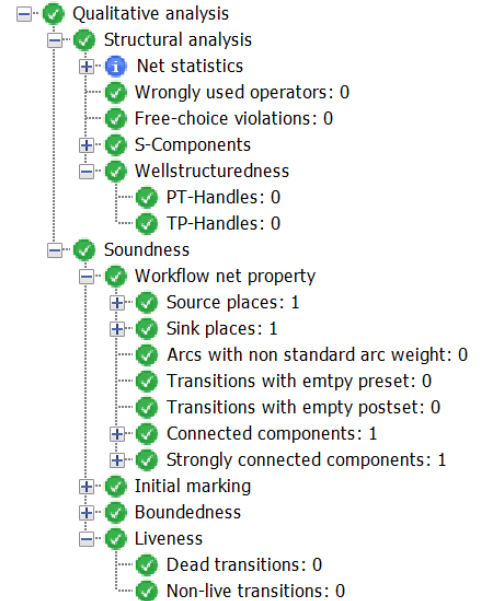 Qualitative analysis
Structural analysis
Net statistics
Wrongly used operators: 0
Free-choice violations: 0
S-Components
Wellstructuredness
PT-Handles: 0
TP-Handles: 0
Soundness
Workflow net property
Source places: 1
Sink places: 1
Arcs with non standard arc weight: 0
Transitions with emtpy preset: 0
Transitions with empty postset: 0
Connected components: 1
Strongly connected components: 1
Initial marking
Boundedness
Liveness
Dead transitions: 0
Non-live transitions: 0